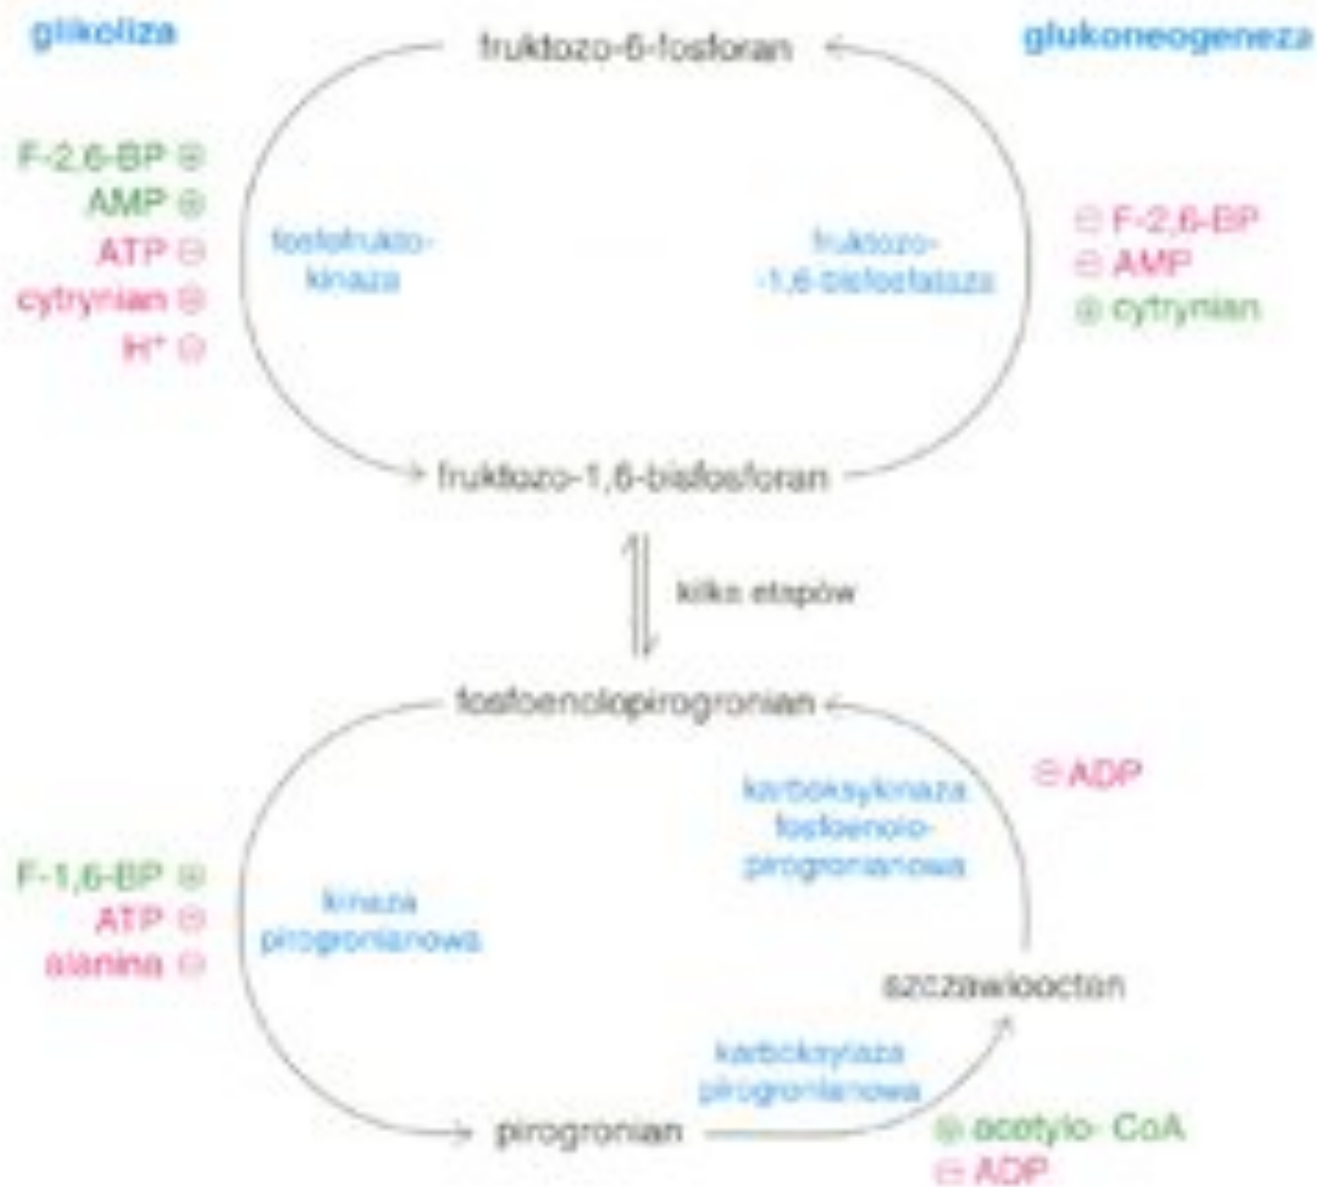 glikoliza
glukoneogeneza
fruktozo-6-fosforan
F-2,6-BP ⊕
AMP ⊕
ATP ⊖
cytrynian ⊕
H⁺ ⊖
fosfofrukto-
kinaza
fruktozo-
-1,6-bisfosfataza
⊖ F-2,6-BP
⊖ AMP
⊕ cytrynian
fruktozo-1,6-bisfosforan
kilka etapów
fosfoenolopirogronian
karboksykinaza
fosfoenolo-
pirogronianowa
⊖ ADP
F-1,6-BP ⊕
ATP ⊖
alanina ⊖
kinaza
pirogronianowa
szczawiooctan
karboksylaza
pirogronianowa
pirogronian
⊕ acetylo- CoA
⊖ ADP